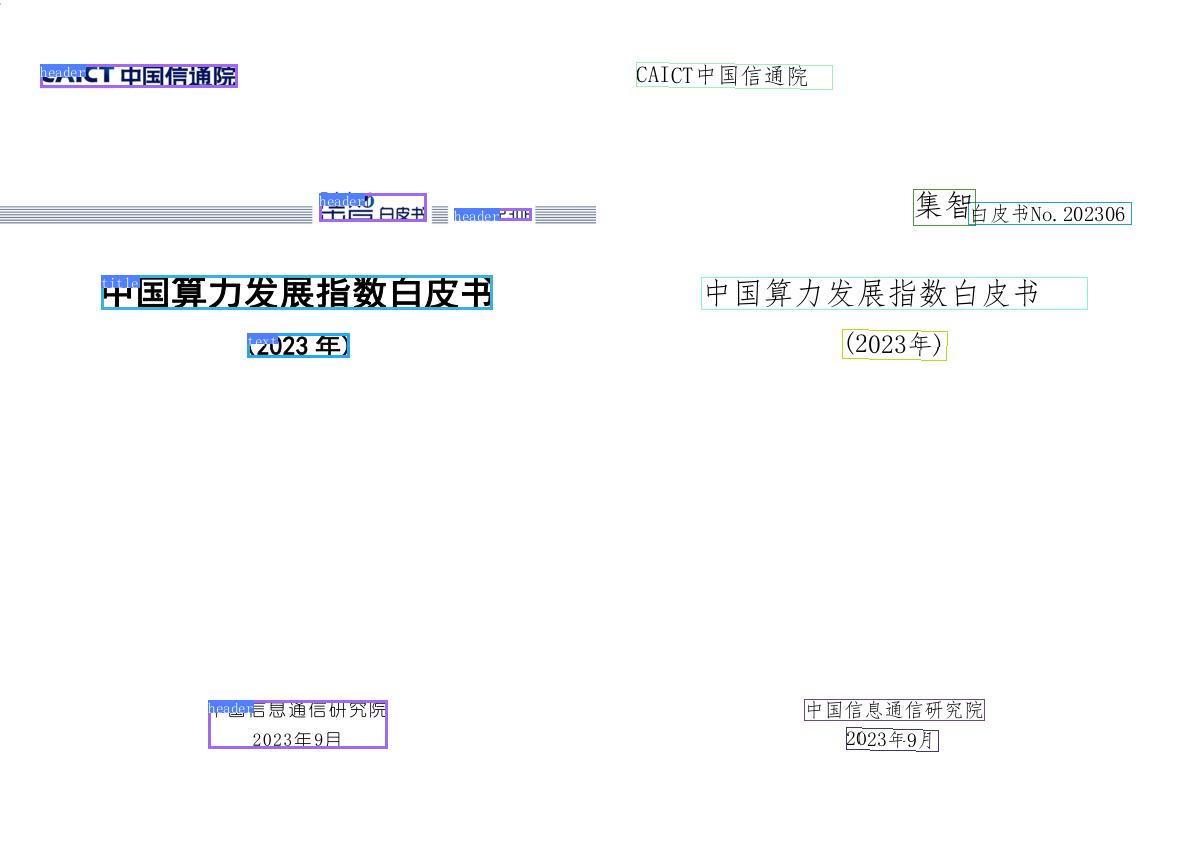 header
CAICT 中国信通院
CAICT中国信通院
header
白皮书
header
集智
白皮书No. 202306
title
中国算力发展指数白皮书
中国算力发展指数白皮书
text
(2023 年)
(2023年)
header
中国信息通信研究院
2023年9月
中国信息通信研究院
2023年9月